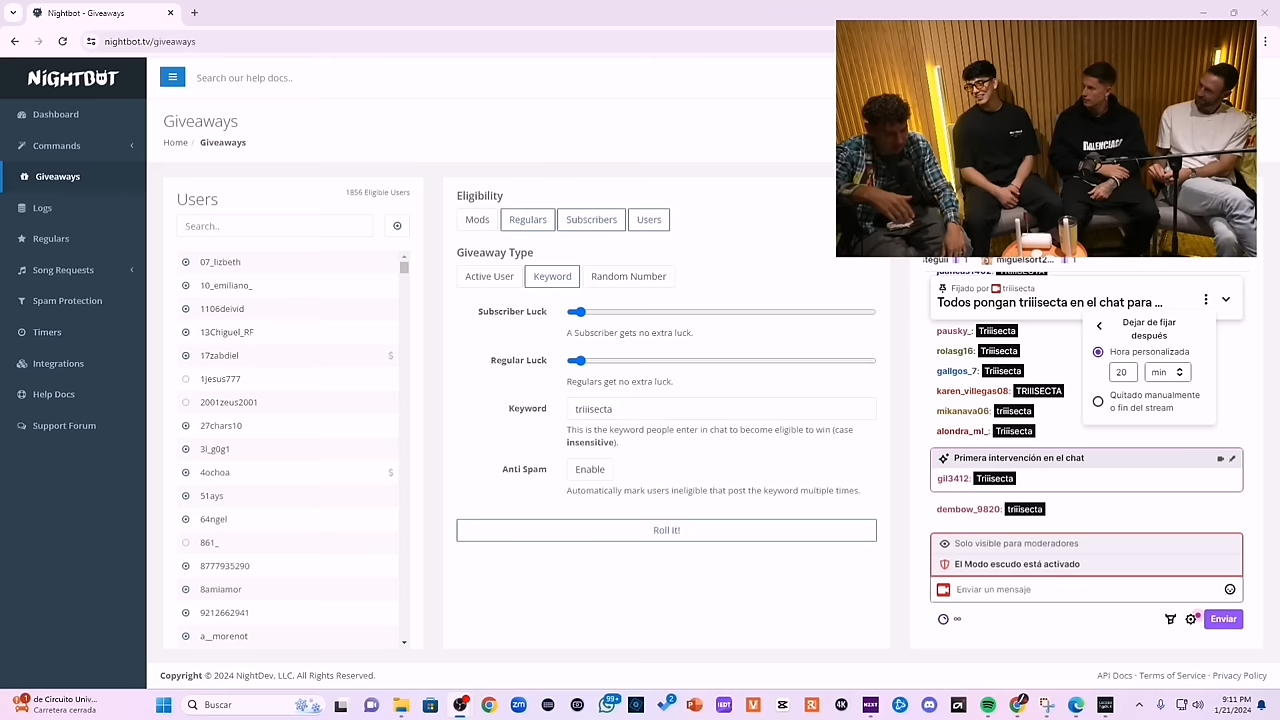 Nightbot - Giveaways
nightbot.tv/giveaways
NIGHTBOT
Search our help docs..
Dashboard
Commands
Giveaways
Logs
Regulars
Song Requests
Spam Protection
Timers
Integrations
Help Docs
Support Forum
Giveaways
Home / Giveaways
Users
1856 Eligible Users
Search..
07_lizbeth
10_emiliano_
1106deivid
13Chiguel_RF
17zabdiel
$
1jesus777
2001zeus2001
27chars10
3l_g0g1
4ochoa
$
51ays
64ngel
861_
8777935290
8amiamor
9212662941
a__morenot
Eligibility
Mods
Regulars
Subscribers
Users
Giveaway Type
Active User
Keyword
Random Number
Subscriber Luck
A Subscriber gets no extra luck.
Regular Luck
Regulars get no extra luck.
Keyword
triiisecta
This is the keyword people enter in chat to become eligible to win (case
insensitive).
Anti Spam
Enable
Automatically mark users ineligible that post the keyword multiple times.
Roll It!
BALENCIAGA
miguelsort2... 1
Fijado por triiisecta
Todos pongan triiisecta en el chat para ...
pausky_: Triiisecta
rolasg16: Triiisecta
gallgos_7: Triiisecta
karen_villegas08: TRIIISECTA
mikanava06: triiisecta
alondra_ml_: Triiisecta
Dejar de fijar
después
Hora personalizada
20
min
Quitado manualmente
o fin del stream
Primera intervención en el chat
gil3412: Triiisecta
dembow_9820: triiisecta
Solo visible para moderadores
El Modo escudo está activado
Enviar un mensaje
∞
Enviar
Copyright © 2024 NightDev, LLC. All Rights Reserved.
API Docs · Terms of Service · Privacy Policy
de Circuito Univ...
Carretera cerrada
Buscar
99+
2
4K
9:11 PM
1/21/2024